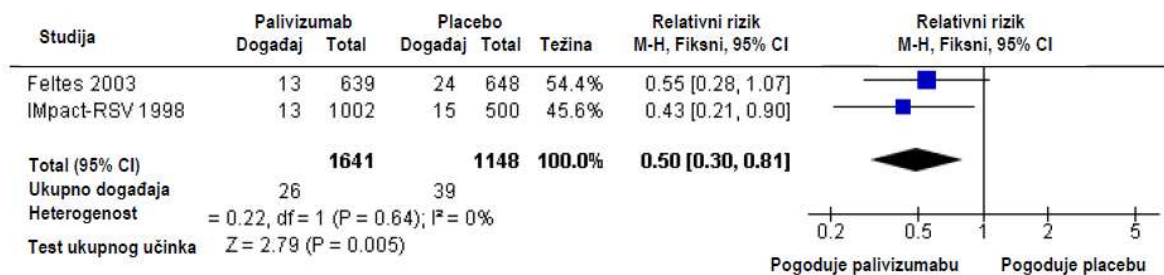 Studija Palivizumab Placebo Relativni rizik Relativni rizik
Događaj Total Događaj Total Težina M-H, Fiksni, 95% CI M-H, Fiksni, 95% CI
Feltes 2003 13 639 24 648 54.4% 0.55 [0.28, 1.07]
IMpact-RSV 1998 13 1002 15 500 45.6% 0.43 [0.21, 0.90]
Total (95% CI) 1641 1148 100.0% 0.50 [0.30, 0.81]
Ukupno događaja 26 39
Heterogenost = 0.22, df = 1 (P = 0.64); I² = 0%
Test ukupnog učinka Z = 2.79 (P = 0.005)
0.2 0.5 1 2 5
Pogoduje palivizumabu Pogoduje placebu